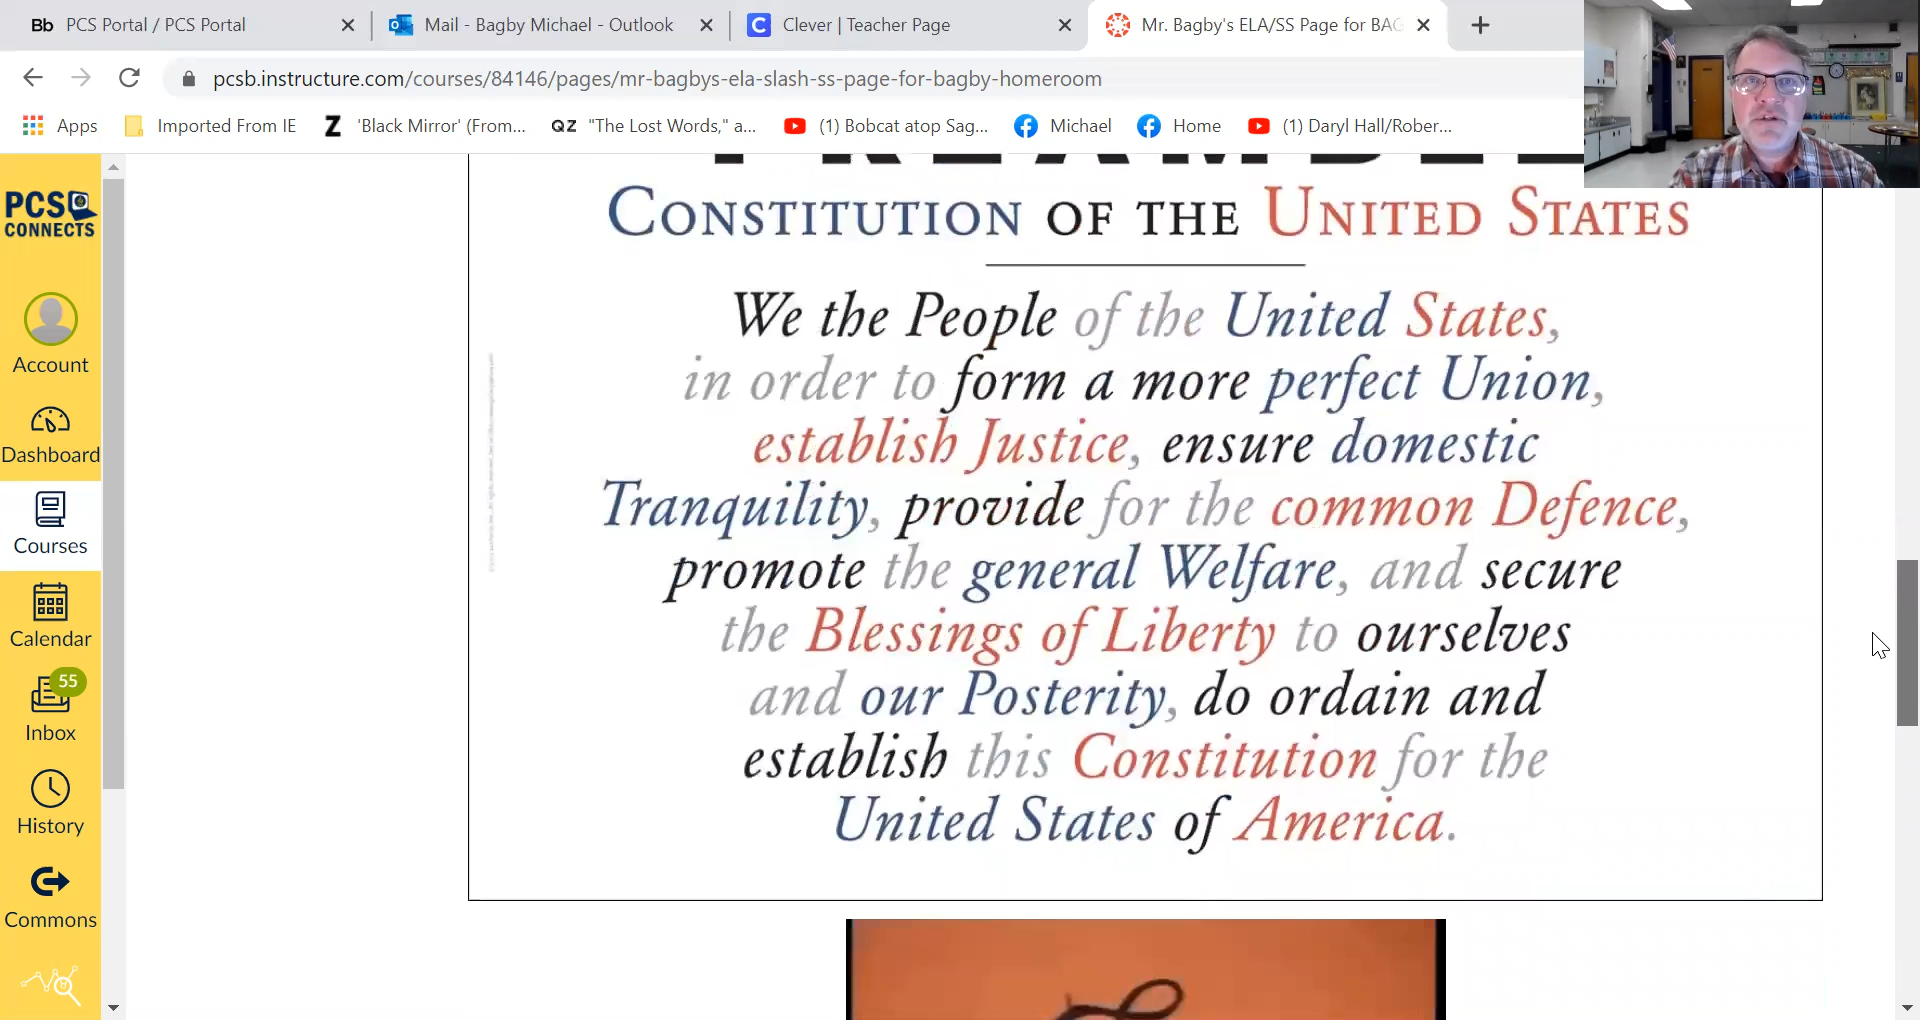 Bb PCS Portal / PCS Portal
Mail - Bagby Michael - Outlook
C Clever | Teacher Page
Mr. Bagby's ELA/SS Page for BAG
pcsb.instructure.com/courses/84146/pages/mr-bagbys-ela-slash-ss-page-for-bagby-homeroom
Apps
Imported From IE
Z 'Black Mirror' (From...
QZ "The Lost Words," a...
(1) Bobcat atop Sag...
Michael
Home
(1) Daryl Hall/Rober...
PCS
CONNECTS
Account
Dashboard
Courses
Calendar
55
Inbox
History
Commons
PREAMBLE
CONSTITUTION OF THE UNITED STATES
We the People of the United States,
in order to form a more perfect Union,
establish Justice, ensure domestic
Tranquility, provide for the common Defence,
promote the general Welfare, and secure
the Blessings of Liberty to ourselves
and our Posterity, do ordain and
establish this Constitution for the
United States of America.